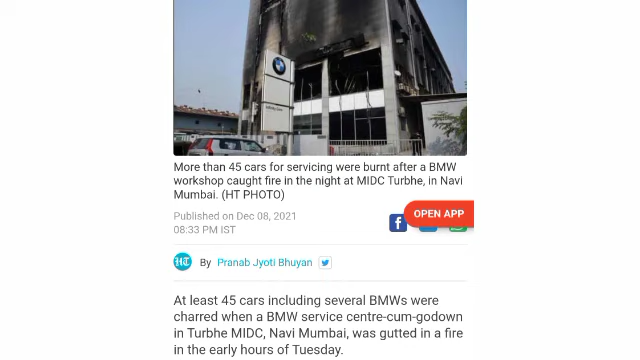 More than 45 cars for servicing were burnt after a BMW
workshop caught fire in the night at MIDC Turbhe, in Navi
Mumbai. (HT PHOTO)
Published on Dec 08, 2021
08:33 PM IST
OPEN APP
HT
By Pranab Jyoti Bhuyan
At least 45 cars including several BMWs were
charred when a BMW service centre-cum-godown
in Turbhe MIDC, Navi Mumbai, was gutted in a fire
in the early hours of Tuesday.